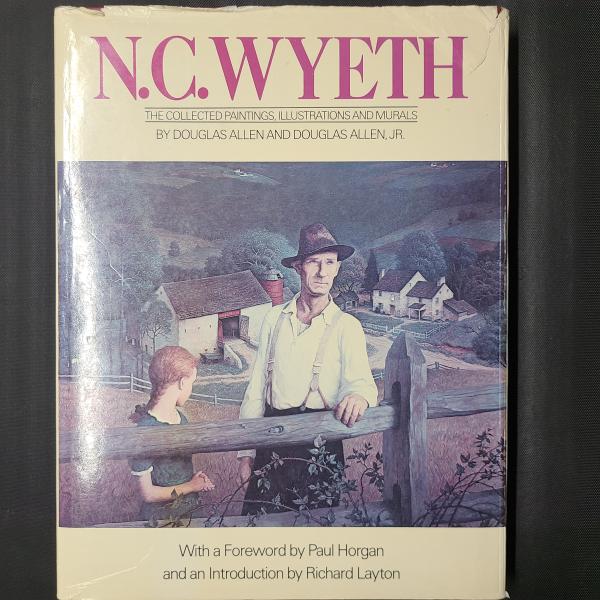 N.C. WYETH
THE COLLECTED PAINTINGS, ILLUSTRATIONS AND MURALS
BY DOUGLAS ALLEN AND DOUGLAS ALLEN, JR.
With a Foreword by Paul Horgan
and an Introduction by Richard Layton